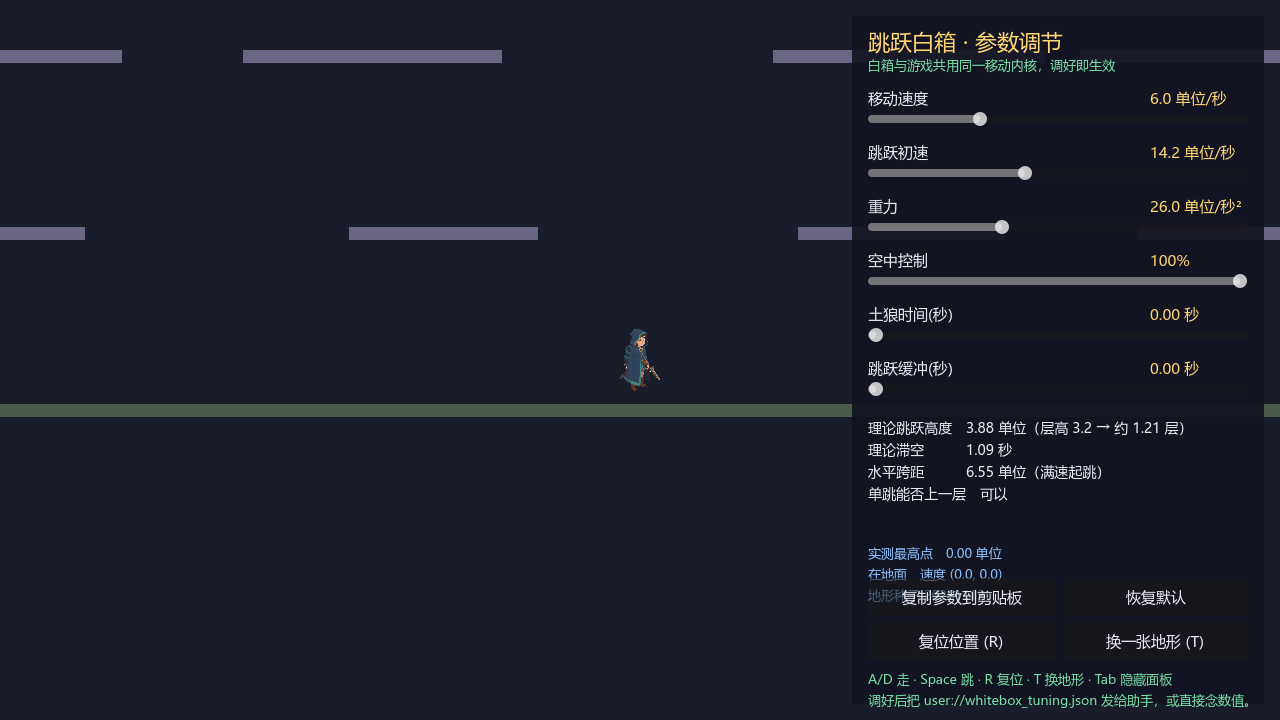 跳跃白箱 · 参数调节
白箱与游戏共用同一移动内核，调好即生效
移动速度 6.0 单位/秒
跳跃初速 14.2 单位/秒
重力 26.0 单位/秒²
空中控制 100%
土狼时间(秒) 0.00 秒
跳跃缓冲(秒) 0.00 秒
理论跳跃高度 3.88 单位（层高 3.2 → 约 1.21 层）
理论滞空 1.09 秒
水平跨距 6.55 单位（满速起跳）
单跳能否上一层 可以
实测最高点 0.00 单位
在地面 速度 (0.0, 0.0)
地形
复制参数到剪贴板 恢复默认
复位位置 (R) 换一张地形 (T)
A/D 走 · Space 跳 · R 复位 · T 换地形 · Tab 隐藏面板
调好后把 user://whitebox_tuning.json 发给助手，或直接念数值。